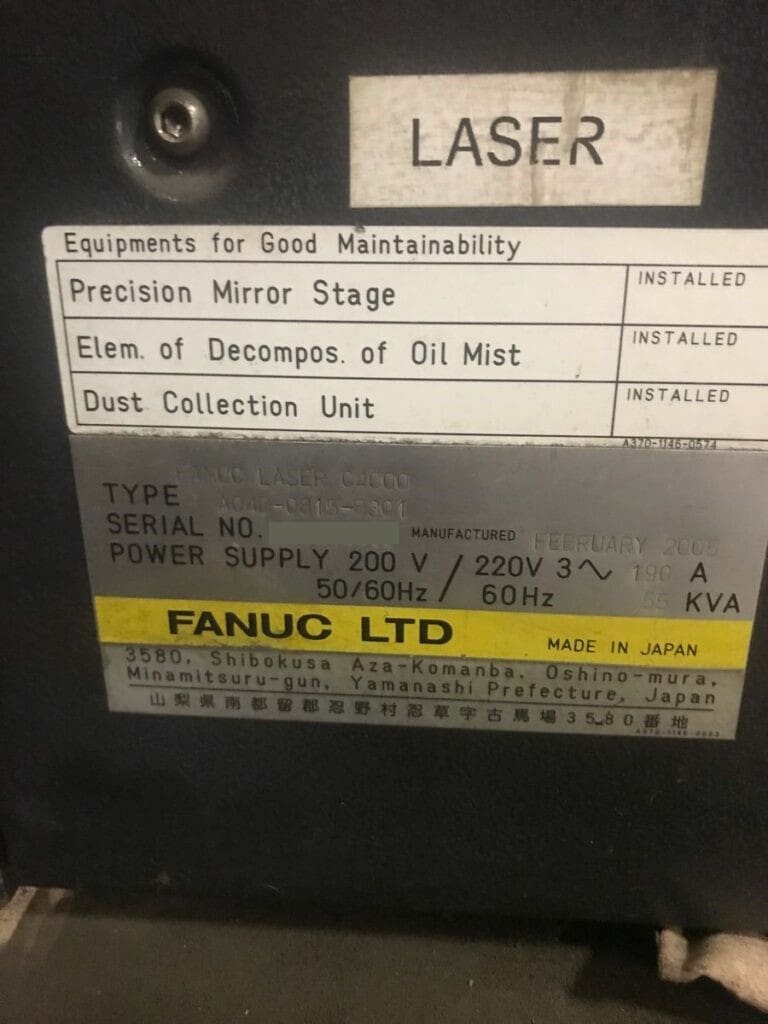 LASER
Equipments for Good Maintainability
Precision Mirror Stage INSTALLED
Elem. of Decompos. of Oil Mist INSTALLED
Dust Collection Unit INSTALLED
A370-1146-0574
FANUC LASER C4000
TYPE
SERIAL NO. MANUFACTURED FEBRUARY
POWER SUPPLY 200 V / 220V 3∿ 190 A
50/60Hz 60Hz 55 KVA
FANUC LTD MADE IN JAPAN
3580, Shibokusa Aza-Komanba, Oshino-mura,
Minamitsuru-gun, Yamanashi Prefecture, Japan
山梨県南都留郡忍野村忍草字古馬場3580番地